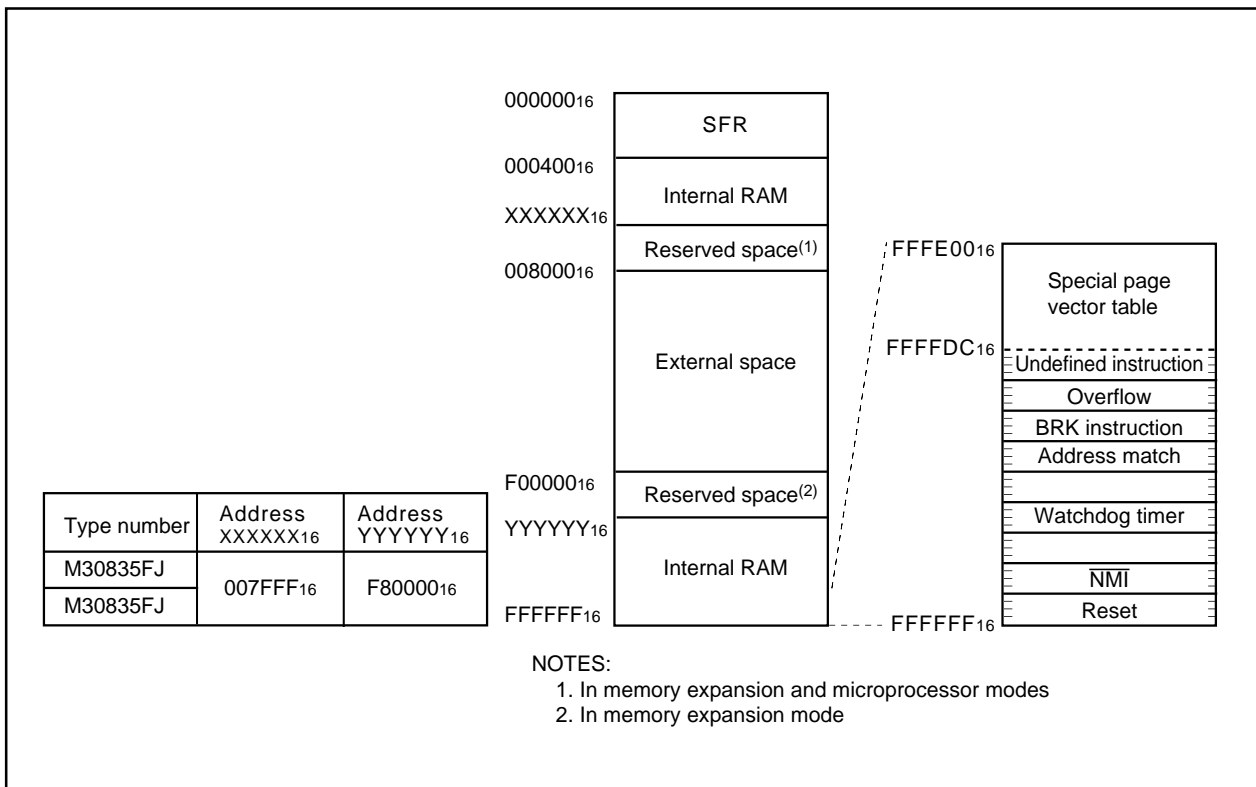 000000₁₆
SFR
000400₁₆
Internal RAM
XXXXXX₁₆
Reserved space(1)
008000₁₆
External space
F00000₁₆
Reserved space(2)
YYYYYY₁₆
Internal RAM
FFFFFF₁₆
FFFE00₁₆
Special page
vector table
FFFFDC₁₆
Undefined instruction
Overflow
BRK instruction
Address match
Watchdog timer
NMI
Reset
FFFFFF₁₆
Type number
Address
XXXXXX₁₆
Address
YYYYYY₁₆
M30835FJ
M30835FJ
007FFF₁₆
F80000₁₆
NOTES:
1. In memory expansion and microprocessor modes
2. In memory expansion mode